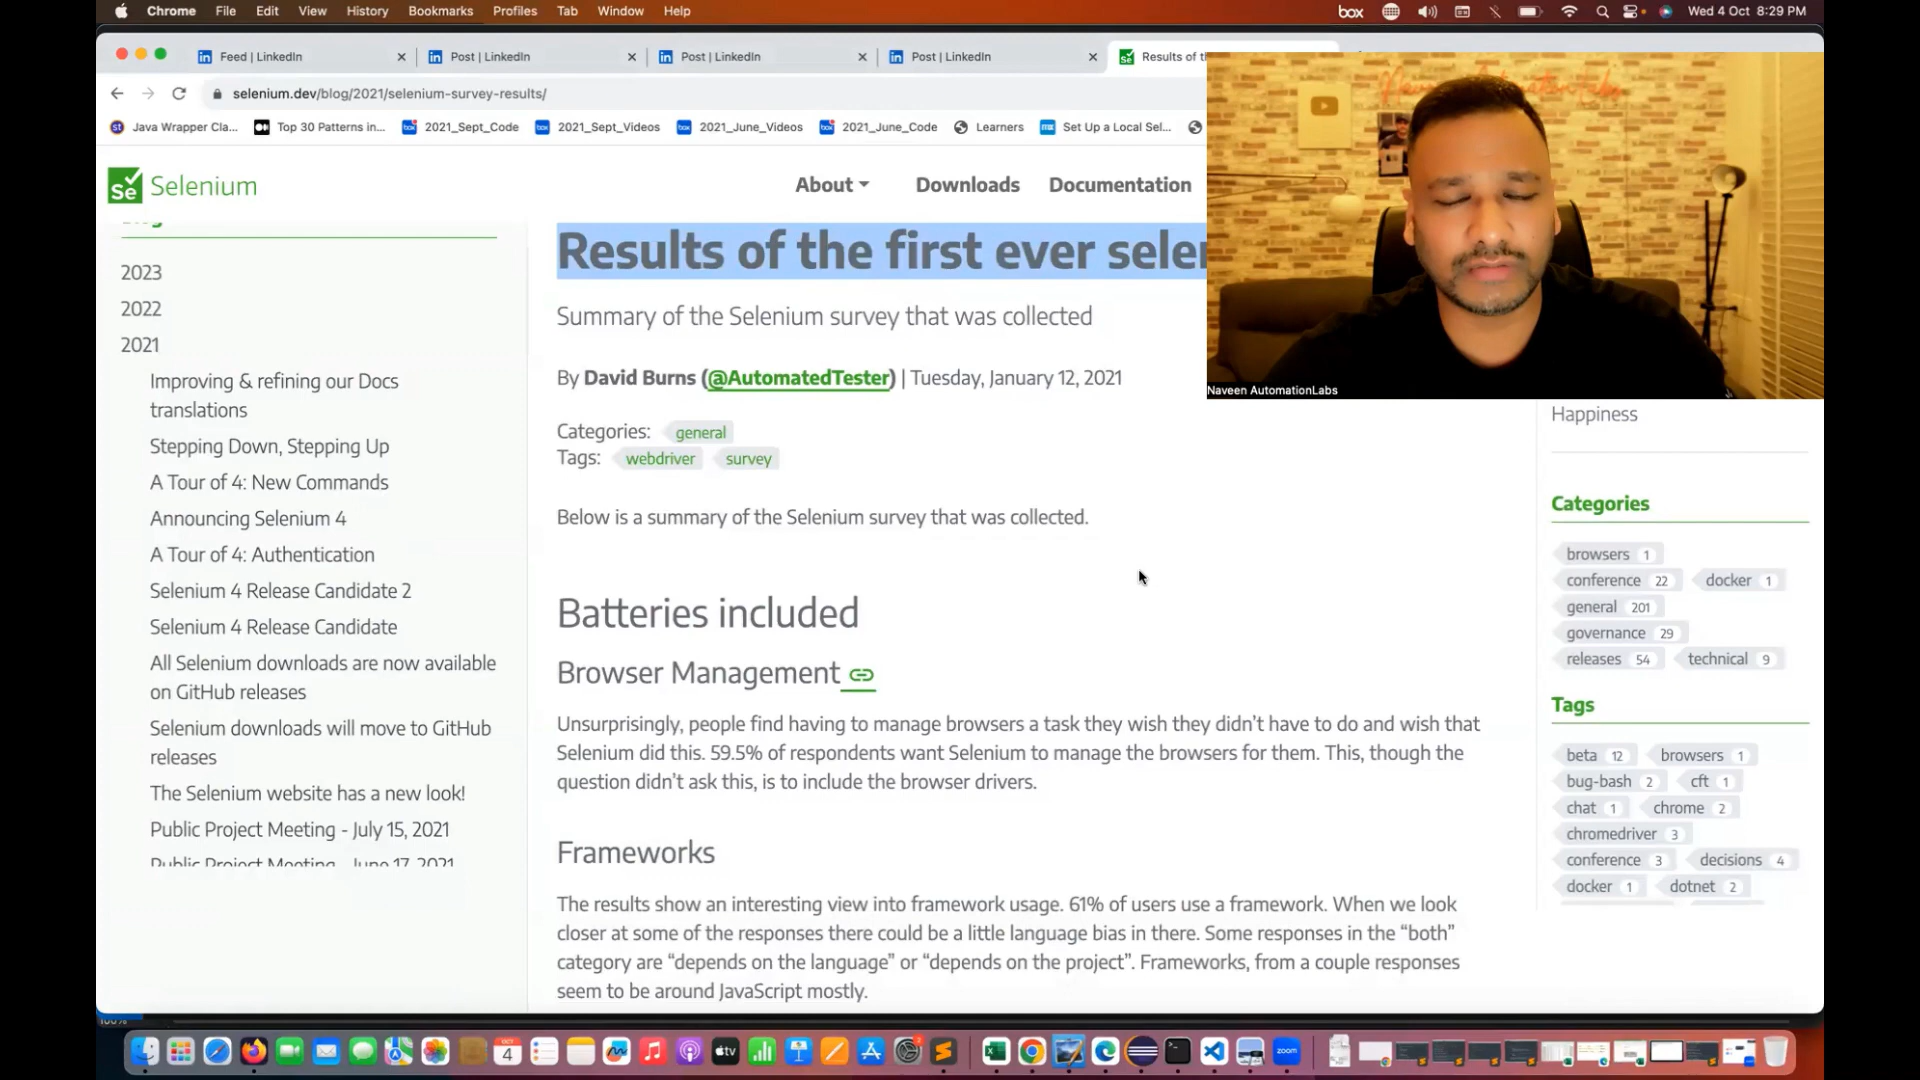 Chrome File Edit View History Bookmarks Profiles Tab Window Help box Wed 4 Oct 8:29 PM
Feed | LinkedIn Post | LinkedIn Post | LinkedIn Post | LinkedIn Results of th
selenium.dev/blog/2021/selenium-survey-results/
Java Wrapper Cla... Top 30 Patterns in... 2021_Sept_Code 2021_Sept_Videos 2021_June_Videos 2021_June_Code Learners Set Up a Local Sel...
Se Selenium About Downloads Documentation
2023
2022
2021
Improving & refining our Docs
translations
Stepping Down, Stepping Up
A Tour of 4: New Commands
Announcing Selenium 4
A Tour of 4: Authentication
Selenium 4 Release Candidate 2
Selenium 4 Release Candidate
All Selenium downloads are now available
on GitHub releases
Selenium downloads will move to GitHub
releases
The Selenium website has a new look!
Public Project Meeting - July 15, 2021
Public Project Meeting - June 17, 2021
Results of the first ever selen
Summary of the Selenium survey that was collected
By David Burns (@AutomatedTester) | Tuesday, January 12, 2021
Categories: general
Tags: webdriver survey
Below is a summary of the Selenium survey that was collected.
Batteries included
Browser Management
Unsurprisingly, people find having to manage browsers a task they wish they didn't have to do and wish that
Selenium did this. 59.5% of respondents want Selenium to manage the browsers for them. This, though the
question didn't ask this, is to include the browser drivers.
Frameworks
The results show an interesting view into framework usage. 61% of users use a framework. When we look
closer at some of the responses there could be a little language bias in there. Some responses in the “both”
category are “depends on the language” or “depends on the project”. Frameworks, from a couple responses
seem to be around JavaScript mostly.
Naveen AutomationLabs
Happiness
Categories
browsers 1
conference 22 docker 1
general 201
governance 29
releases 54 technical 9
Tags
beta 12 browsers 1
bug-bash 2 cft 1
chat 1 chrome 2
chromedriver 3
conference 3 decisions 4
docker 1 dotnet 2
100%
OCT
4
tv
zoom